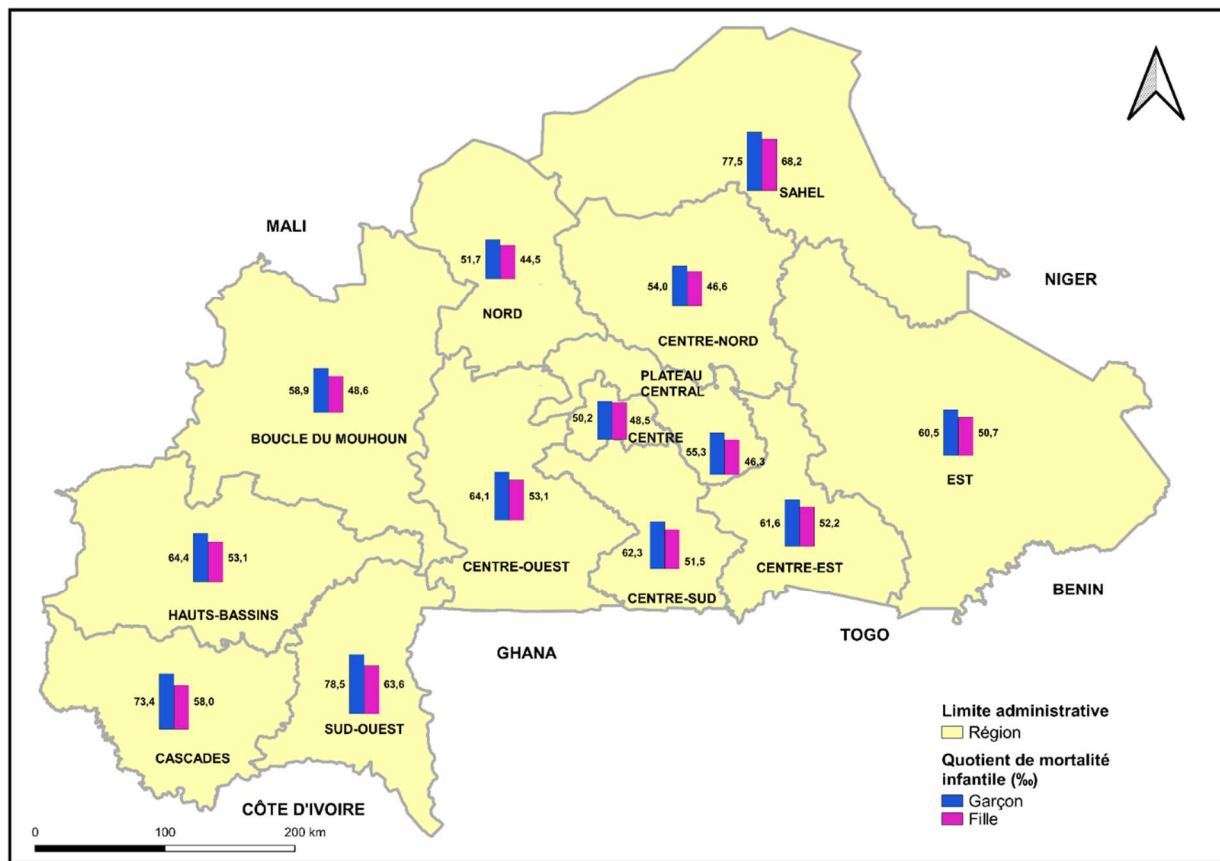 77,5
68,2
SAHEL
MALI
51,7
44,5
NORD
54,0
46,6
CENTRE-NORD
NIGER
58,9
48,6
BOUCLE DU MOUHOUN
PLATEAU
CENTRAL
50,2
48,5
CENTRE
55,3
46,3
60,5
50,7
EST
64,1
53,1
CENTRE-OUEST
62,3
51,5
CENTRE-SUD
61,6
52,2
CENTRE-EST
64,4
53,1
HAUTS-BASSINS
BENIN
TOGO
GHANA
73,4
58,0
CASCADES
78,5
63,6
SUD-OUEST
CÔTE D'IVOIRE
Limite administrative
Région
Quotient de mortalité
infantile (‰)
Garçon
Fille
0 100 200 km